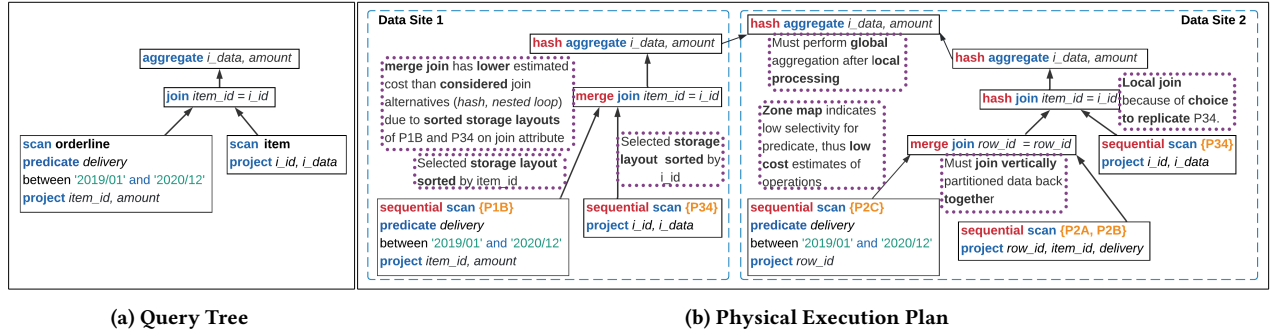 aggregate i_data, amount
join item_id = i_id
scan orderline
predicate delivery
between '2019/01' and '2020/12'
project item_id, amount
scan item
project i_id, i_data
(a) Query Tree
Data Site 1
hash aggregate i_data, amount
merge join has lower estimated
cost than considered join
alternatives (hash, nested loop)
due to sorted storage layouts
of P1B and P34 on join attribute
merge join item_id = i_id
Selected storage layout
sorted by item_id
Selected storage
layout sorted by
i_id
sequential scan {P1B}
predicate delivery
between '2019/01' and '2020/12'
project item_id, amount
sequential scan {P34}
project i_id, i_data
Data Site 2
hash aggregate i_data, amount
Must perform global
aggregation after local
processing
hash aggregate i_data, amount
hash join item_id = i_id
Local join
because of choice
to replicate P34.
Zone map indicates
low selectivity for
predicate, thus low
cost estimates of
operations
merge join row_id = row_id
sequential scan {P34}
project i_id, i_data
Must join vertically
partitioned data back
together
sequential scan {P2C}
predicate delivery
between '2019/01' and '2020/12'
project row_id
sequential scan {P2A, P2B}
project row_id, item_id, delivery
(b) Physical Execution Plan